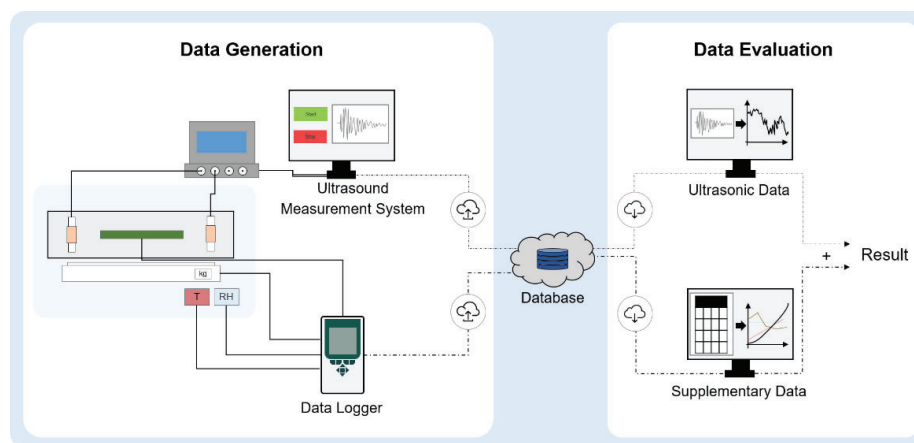 Data Generation
Data Evaluation
Start
Stop
Ultrasound
Measurement System
Ultrasonic Data
kg
T
RH
Database
+
Result
Data Logger
Supplementary Data